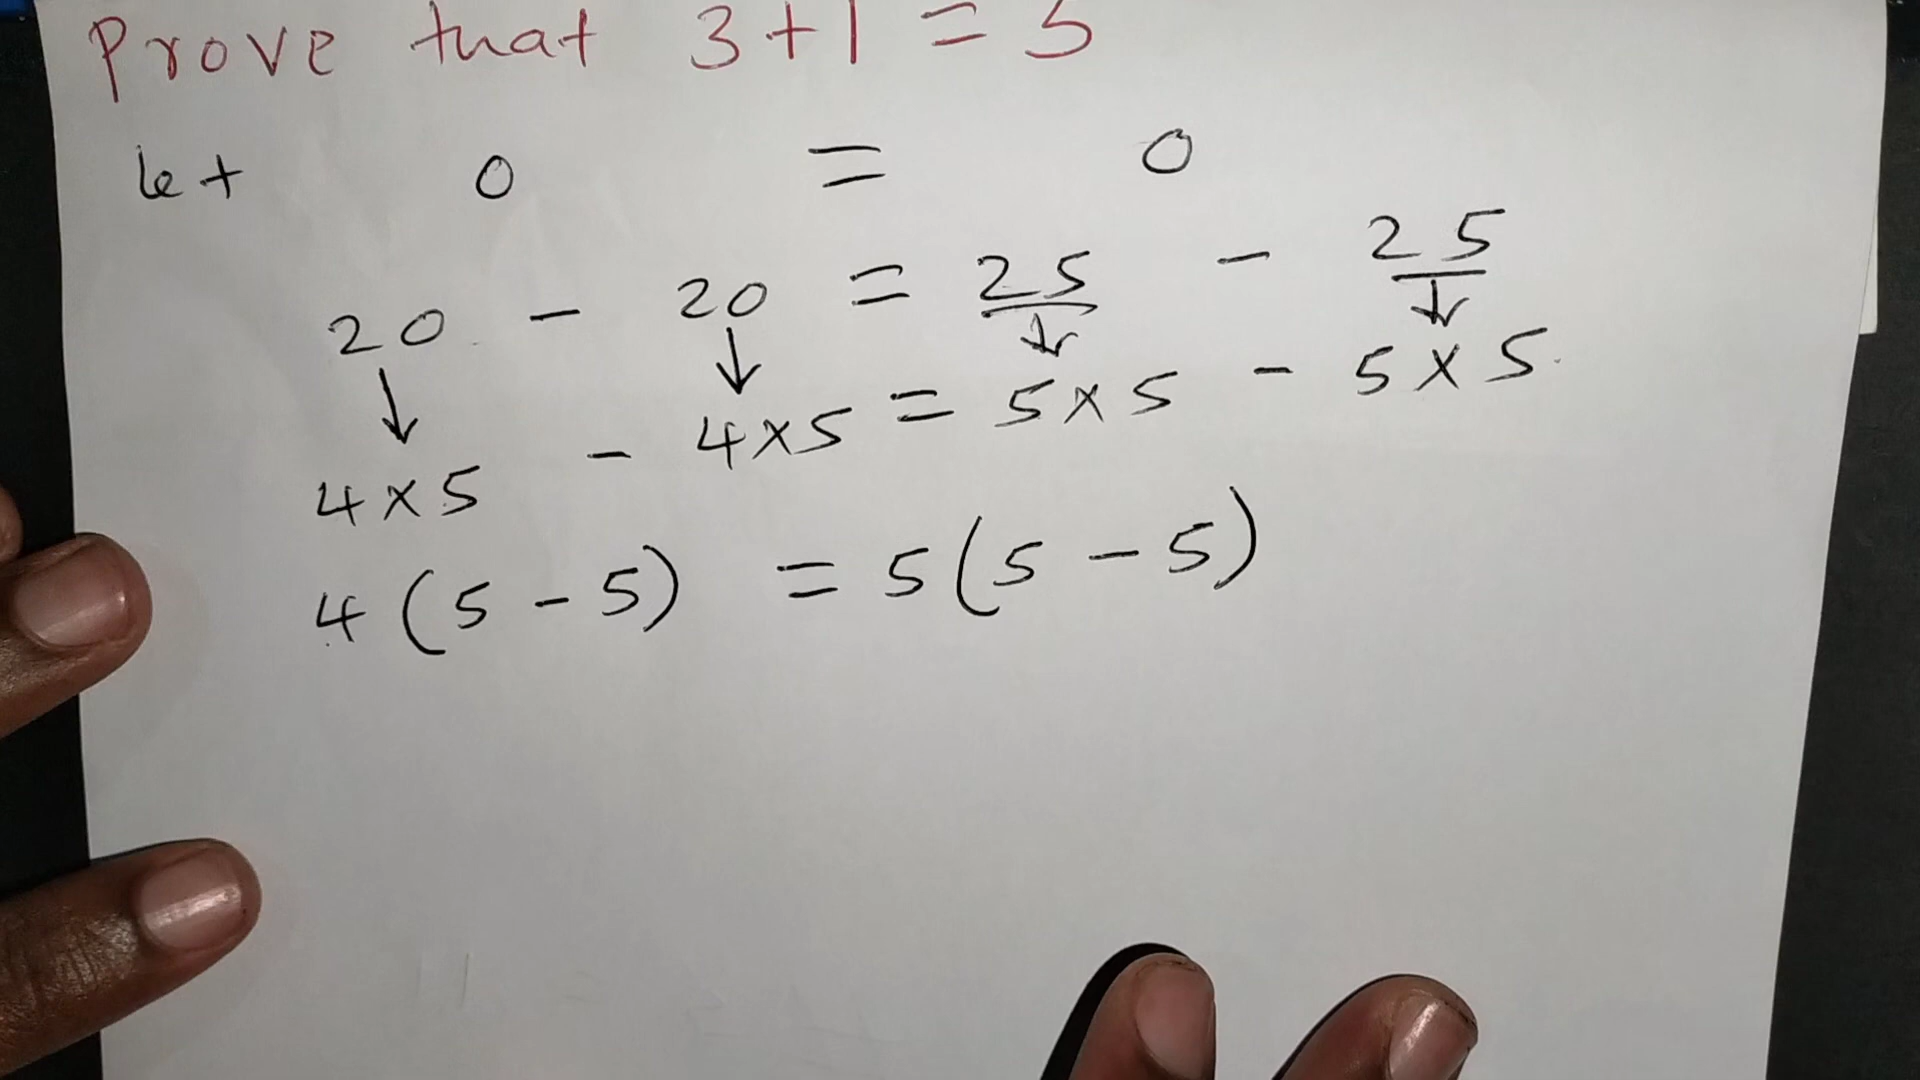 Prove that 3+1 = 5
let 0 = 0
20 - 20 = 25 - 25
4×5 - 4×5 = 5×5 - 5×5
4(5-5) = 5(5-5)